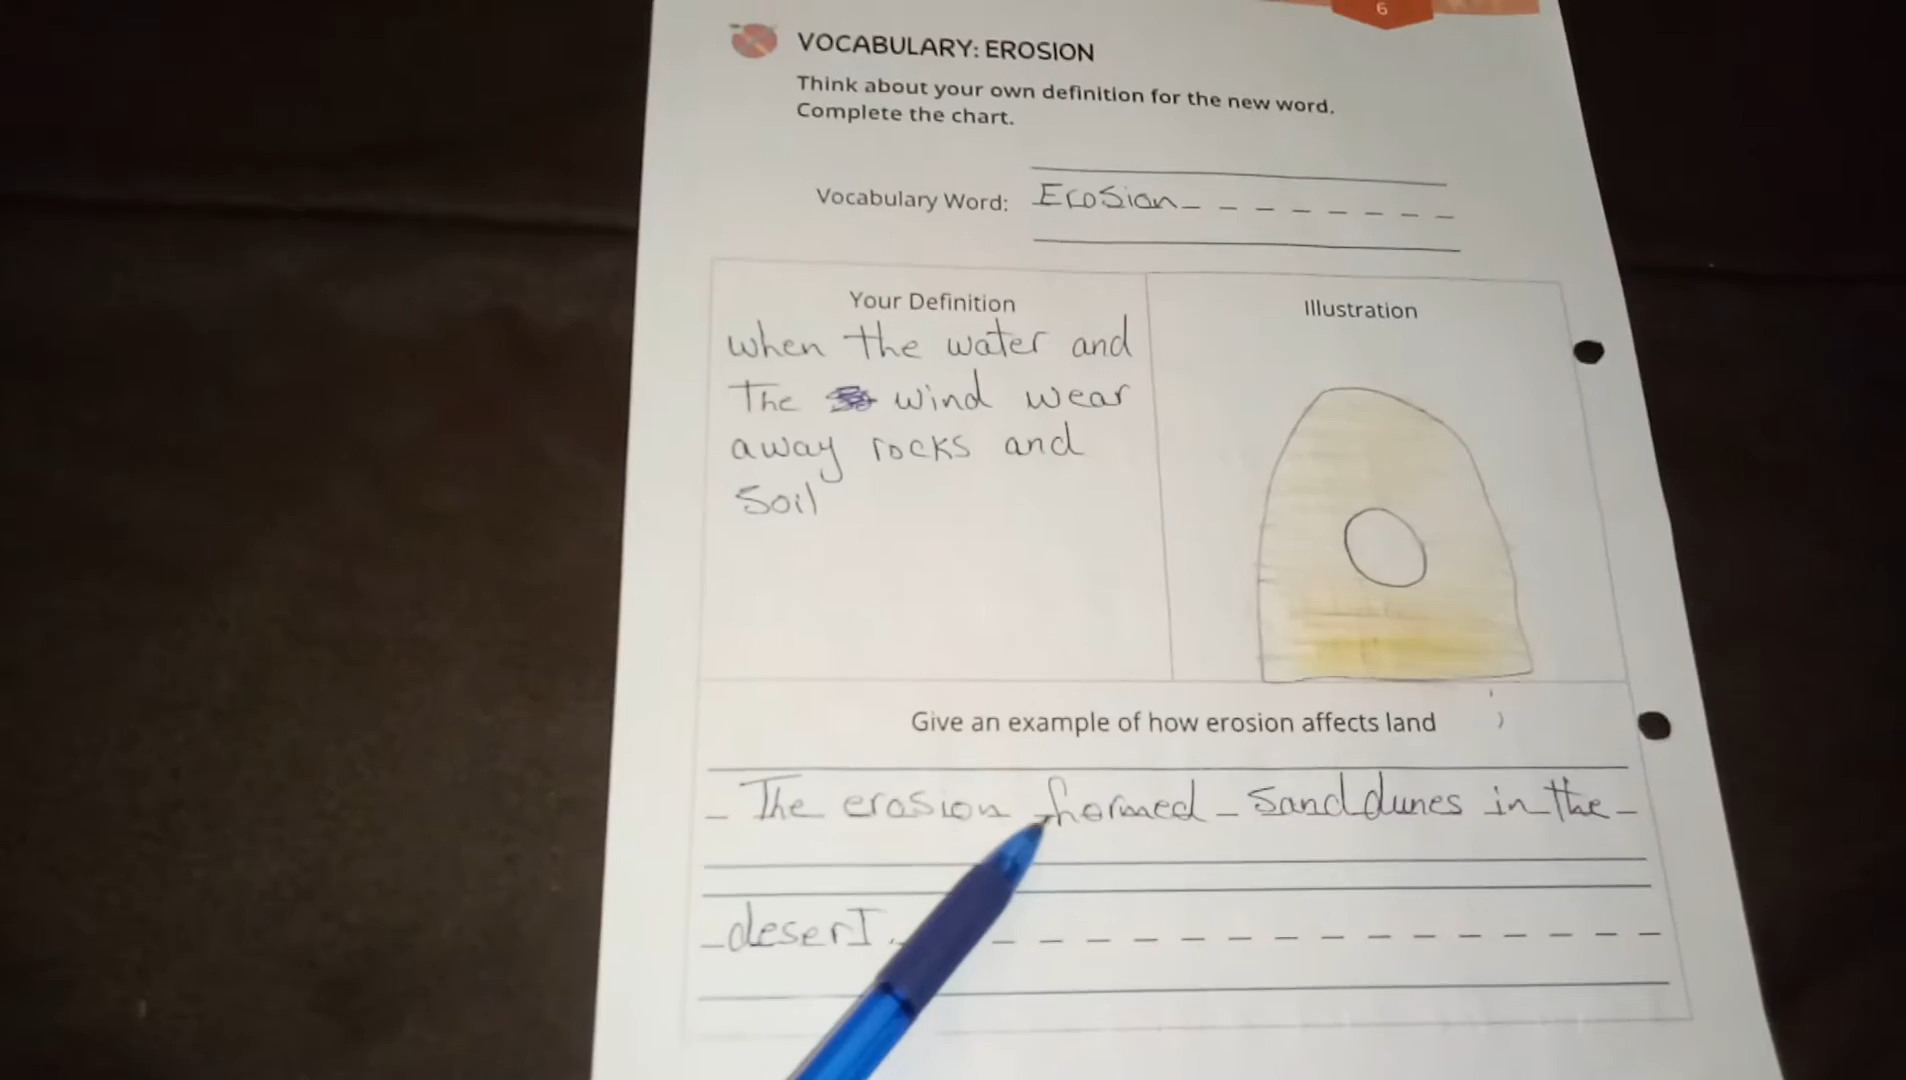 6
VOCABULARY: EROSION
Think about your own definition for the new word.
Complete the chart.
Vocabulary Word: Erosion
Your Definition
when the water and
The wind wear
away rocks and
Soil
Illustration
Give an example of how erosion affects land
The erosion formed sand dunes in the
deserT.